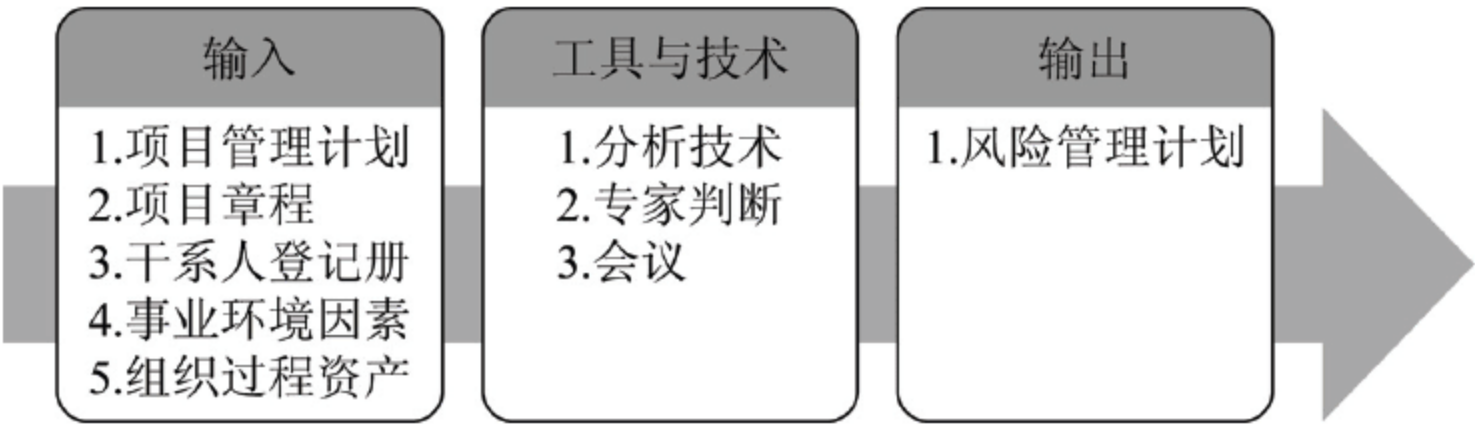 输入
1.项目管理计划
2.项目章程
3.干系人登记册
4.事业环境因素
5.组织过程资产
工具与技术
1.分析技术
2.专家判断
3.会议
输出
1.风险管理计划